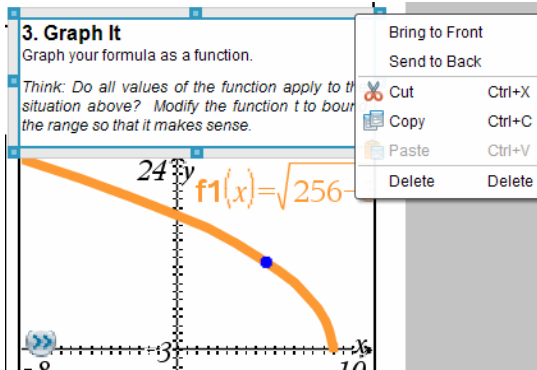 3. Graph It
Graph your formula as a function.
Think: Do all values of the function apply to
situation above? Modify the function t to
the range so that it makes sense.
Bring to Front
Send to Back
Cut Ctrl+X
Copy Ctrl+C
Paste Ctrl+V
Delete Delete
24 y
f1(x)=√256-
-3 x
-8 10